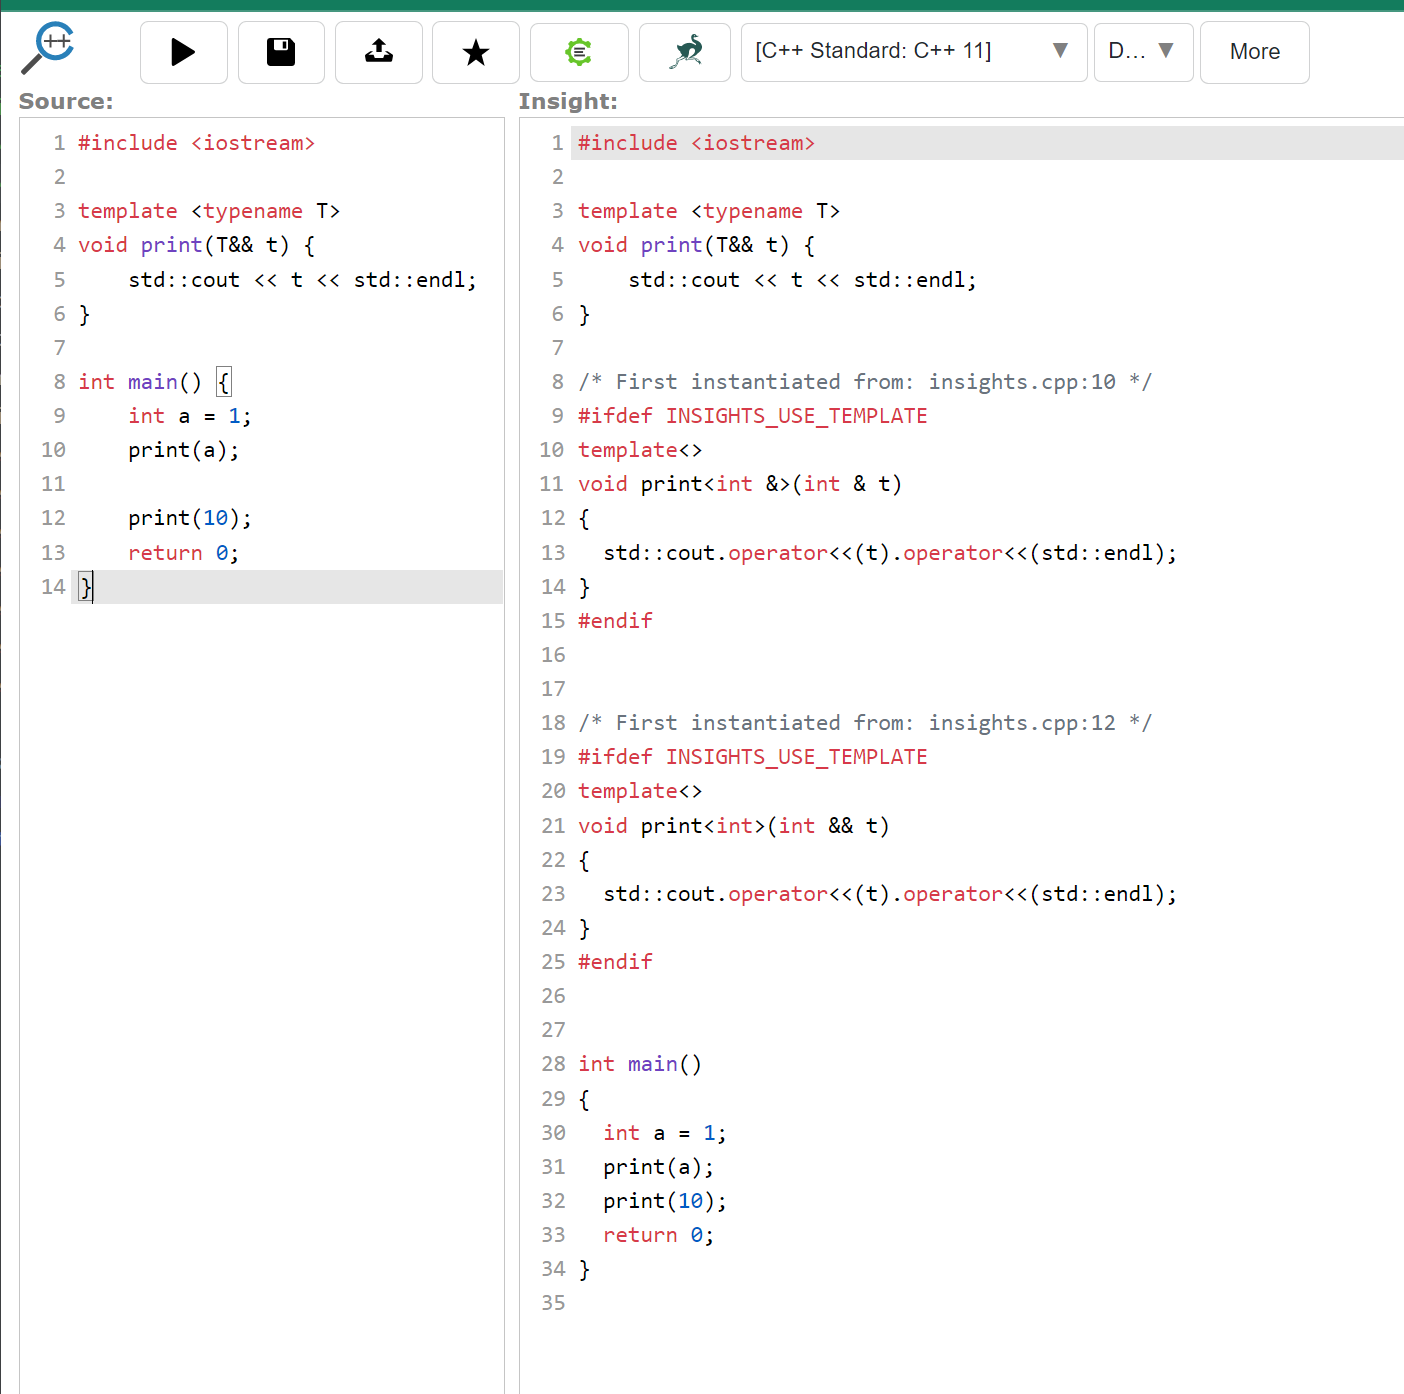 [C++ Standard: C++ 11] ▼ D... ▼ More
Source:
1 #include <iostream>
2
3 template <typename T>
4 void print(T&& t) {
5     std::cout << t << std::endl;
6 }
7
8 int main() {
9     int a = 1;
10     print(a);
11
12     print(10);
13     return 0;
14 }
Insight:
1 #include <iostream>
2
3 template <typename T>
4 void print(T&& t) {
5     std::cout << t << std::endl;
6 }
7
8 /* First instantiated from: insights.cpp:10 */
9 #ifdef INSIGHTS_USE_TEMPLATE
10 template<>
11 void print<int &>(int & t)
12 {
13   std::cout.operator<<(t).operator<<(std::endl);
14 }
15 #endif
16
17
18 /* First instantiated from: insights.cpp:12 */
19 #ifdef INSIGHTS_USE_TEMPLATE
20 template<>
21 void print<int>(int && t)
22 {
23   std::cout.operator<<(t).operator<<(std::endl);
24 }
25 #endif
26
27
28 int main()
29 {
30   int a = 1;
31   print(a);
32   print(10);
33   return 0;
34 }
35